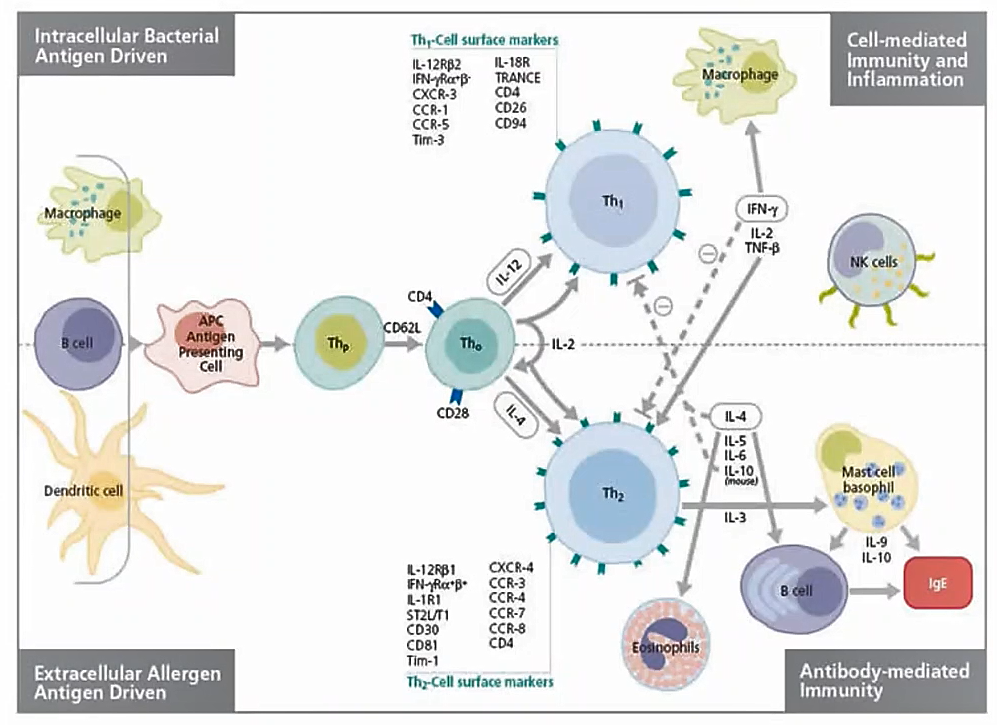 Intracellular Bacterial
Antigen Driven
Th₁-Cell surface markers
IL-12Rβ2
IFN-γRα⁺β⁻
CXCR-3
CCR-1
CCR-5
Tim-3
IL-18R
TRANCE
CD4
CD26
CD94
Macrophage
Cell-mediated
Immunity and
Inflammation
Macrophage
B cell
Dendritic cell
APC
Antigen
Presenting
Cell
Thₚ
CD62L
CD4
Th₀
CD28
IL-12
IL-2
IL-4
Th₁
Th₂
IFN-γ
IL-2
TNF-β
NK cells
IL-4
IL-5
IL-6
IL-10
(mouse)
IL-3
Mast cell
basophil
IL-9
IL-10
B cell
IgE
Eosinophils
IL-12Rβ1
IFN-γRα⁺β⁺
IL-1R1
ST2L/T1
CD30
CD81
Tim-1
CXCR-4
CCR-3
CCR-4
CCR-7
CCR-8
CD4
Th₂-Cell surface markers
Extracellular Allergen
Antigen Driven
Antibody-mediated
Immunity